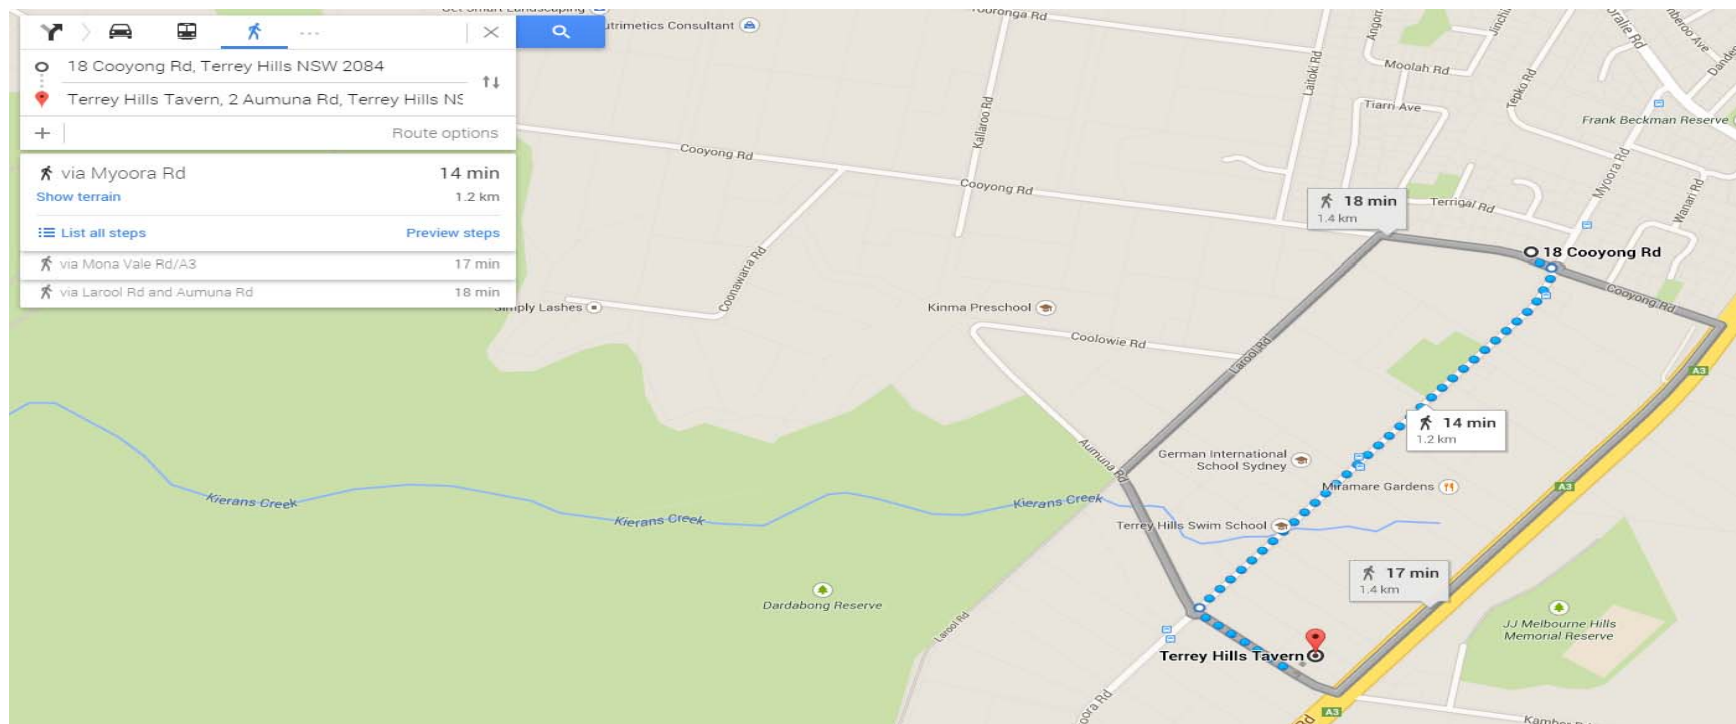 18 Cooyong Rd, Terrey Hills NSW 2084
Terrey Hills Tavern, 2 Aumuna Rd, Terrey Hills NS
Route options
via Myoora Rd
14 min
Show terrain
1.2 km
List all steps
Preview steps
via Mona Vale Rd/A3
17 min
via Larool Rd and Aumuna Rd
18 min
utrimetics Consultant
Laitoki Rd
Moolah Rd
Tiarri Ave
Tepko Rd
Frank Beckman Reserve
Kallaroo Rd
Cooyong Rd
Cooyong Rd
Myoora Rd
Wanari Rd
18 min
1.4 km
Terrigal Rd
18 Cooyong Rd
Coonawarra Rd
Cooyong Rd
Simply Lashes
Kinma Preschool
Coolowie Rd
Larool Rd
A3
14 min
1.2 km
Aumuna Rd
German International
School Sydney
Miramare Gardens
A3
Kierans Creek
Kierans Creek
Kierans Creek
Terrey Hills Swim School
17 min
1.4 km
Dardabong Reserve
Larool Rd
JJ Melbourne Hills
Memorial Reserve
Terrey Hills Tavern
oora Rd
A3
Rd